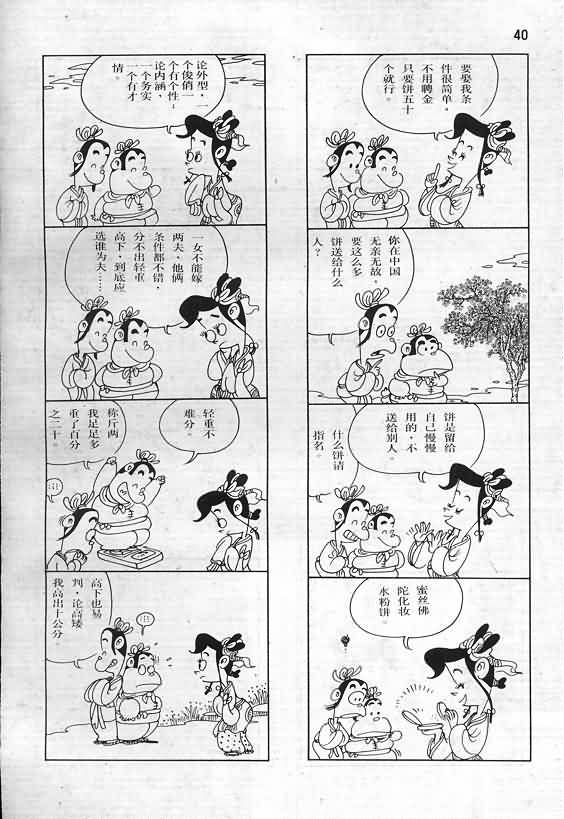 40
要娶我条
件很简单，
不用聘金
只要饼五十
个就行。
你在中国
无亲无故，
要这么多
饼送给什么
人？
饼是留给
自己慢慢
用的，不
送给别人。
什么饼请
指名。
蜜丝佛
陀化妆
水粉饼。
论外型，一
个俊俏一
个有个性；
论内涵，
一个务实
一个有才
情。
一女不能嫁
两夫，他俩
条件都不错，
分不出轻重
高下，到底应
选谁为夫……
轻重不
难分。
称斤两
我足足多
重了百分
之二十。
高下也易
判，论高矮
我高出十公分。